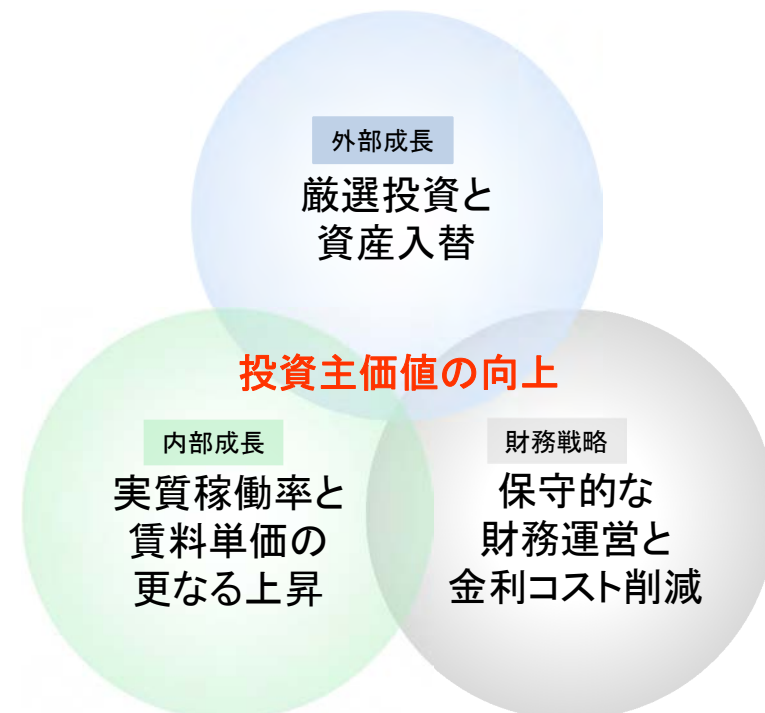 外部成長
厳選投資と
資産入替
投資主価値の向上
内部成長
実質稼働率と
賃料単価の
更なる上昇
財務戦略
保守的な
財務運営と
金利コスト削減